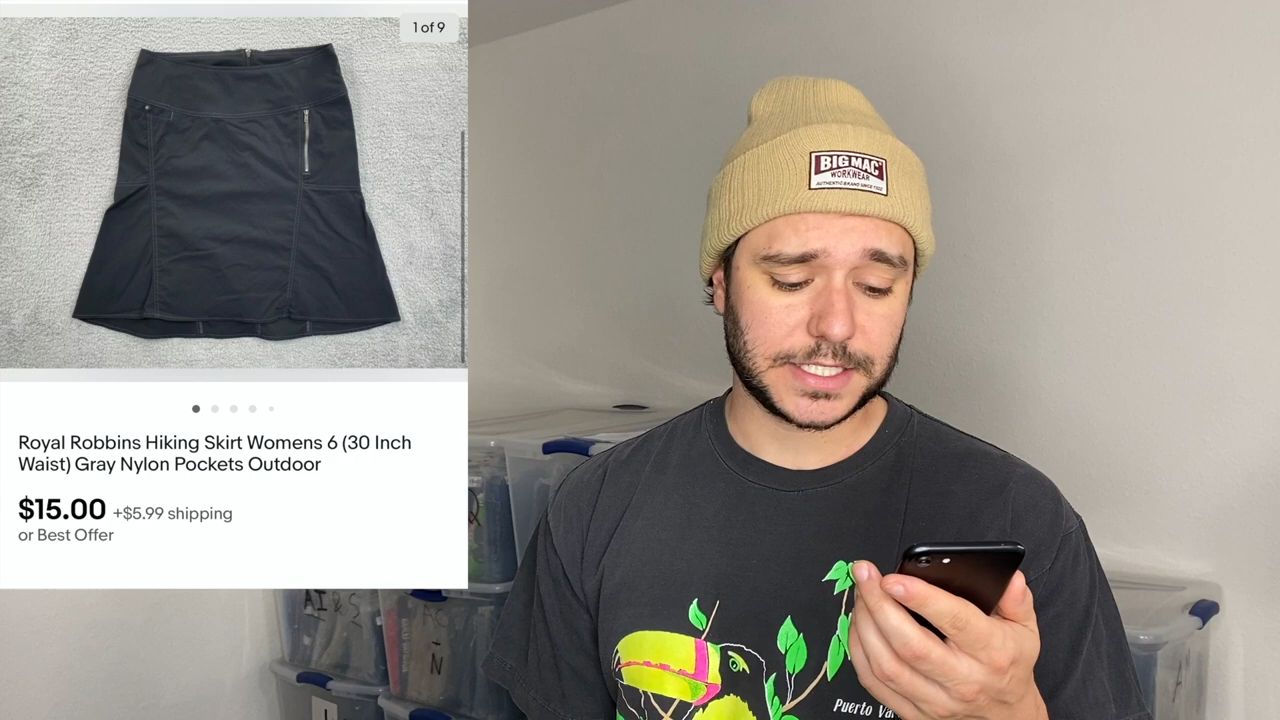 1 of 9
Royal Robbins Hiking Skirt Womens 6 (30 Inch
Waist) Gray Nylon Pockets Outdoor
$15.00 +$5.99 shipping
or Best Offer
BIG MAC
WORKWEAR
AUTHENTIC BRAND SINCE 1922
AI&S
N
Puerto